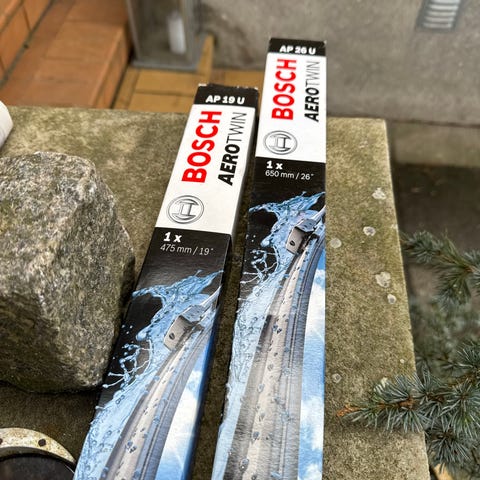 AP 19 U
BOSCH
AEROTWIN
1 x
475 mm / 19"
AP 26 U
BOSCH
AEROTWIN
1 x
650 mm / 26"